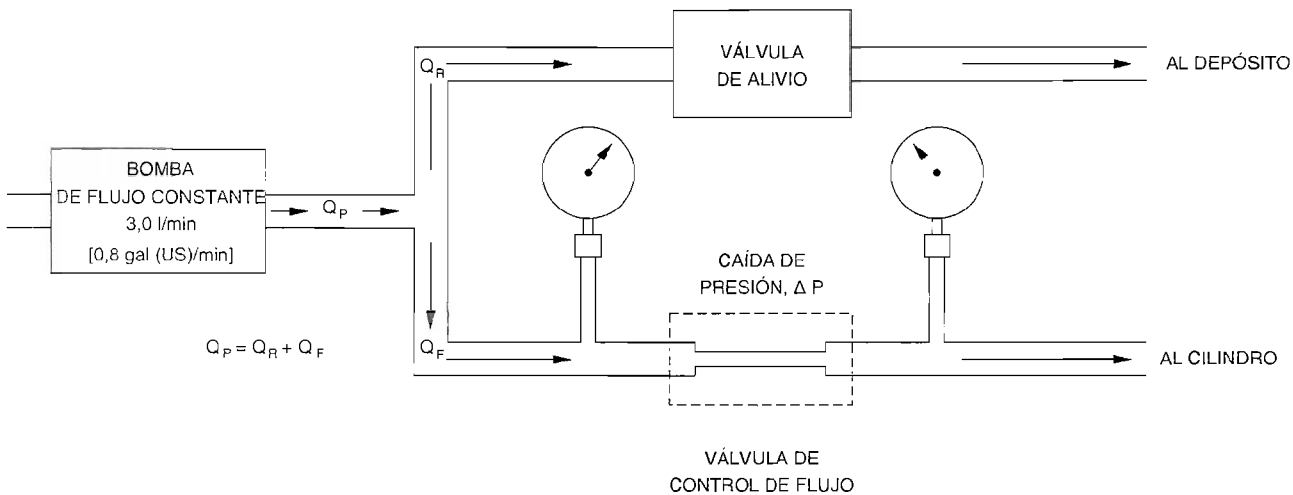 Q_R
VÁLVULA
DE ALIVIO
AL DEPÓSITO
BOMBA
DE FLUJO CONSTANTE
3,0 l/min
[0,8 gal (US)/min]
Q_P
CAÍDA DE
PRESIÓN, Δ P
Q_P = Q_R + Q_F
Q_F
AL CILINDRO
VÁLVULA DE
CONTROL DE FLUJO